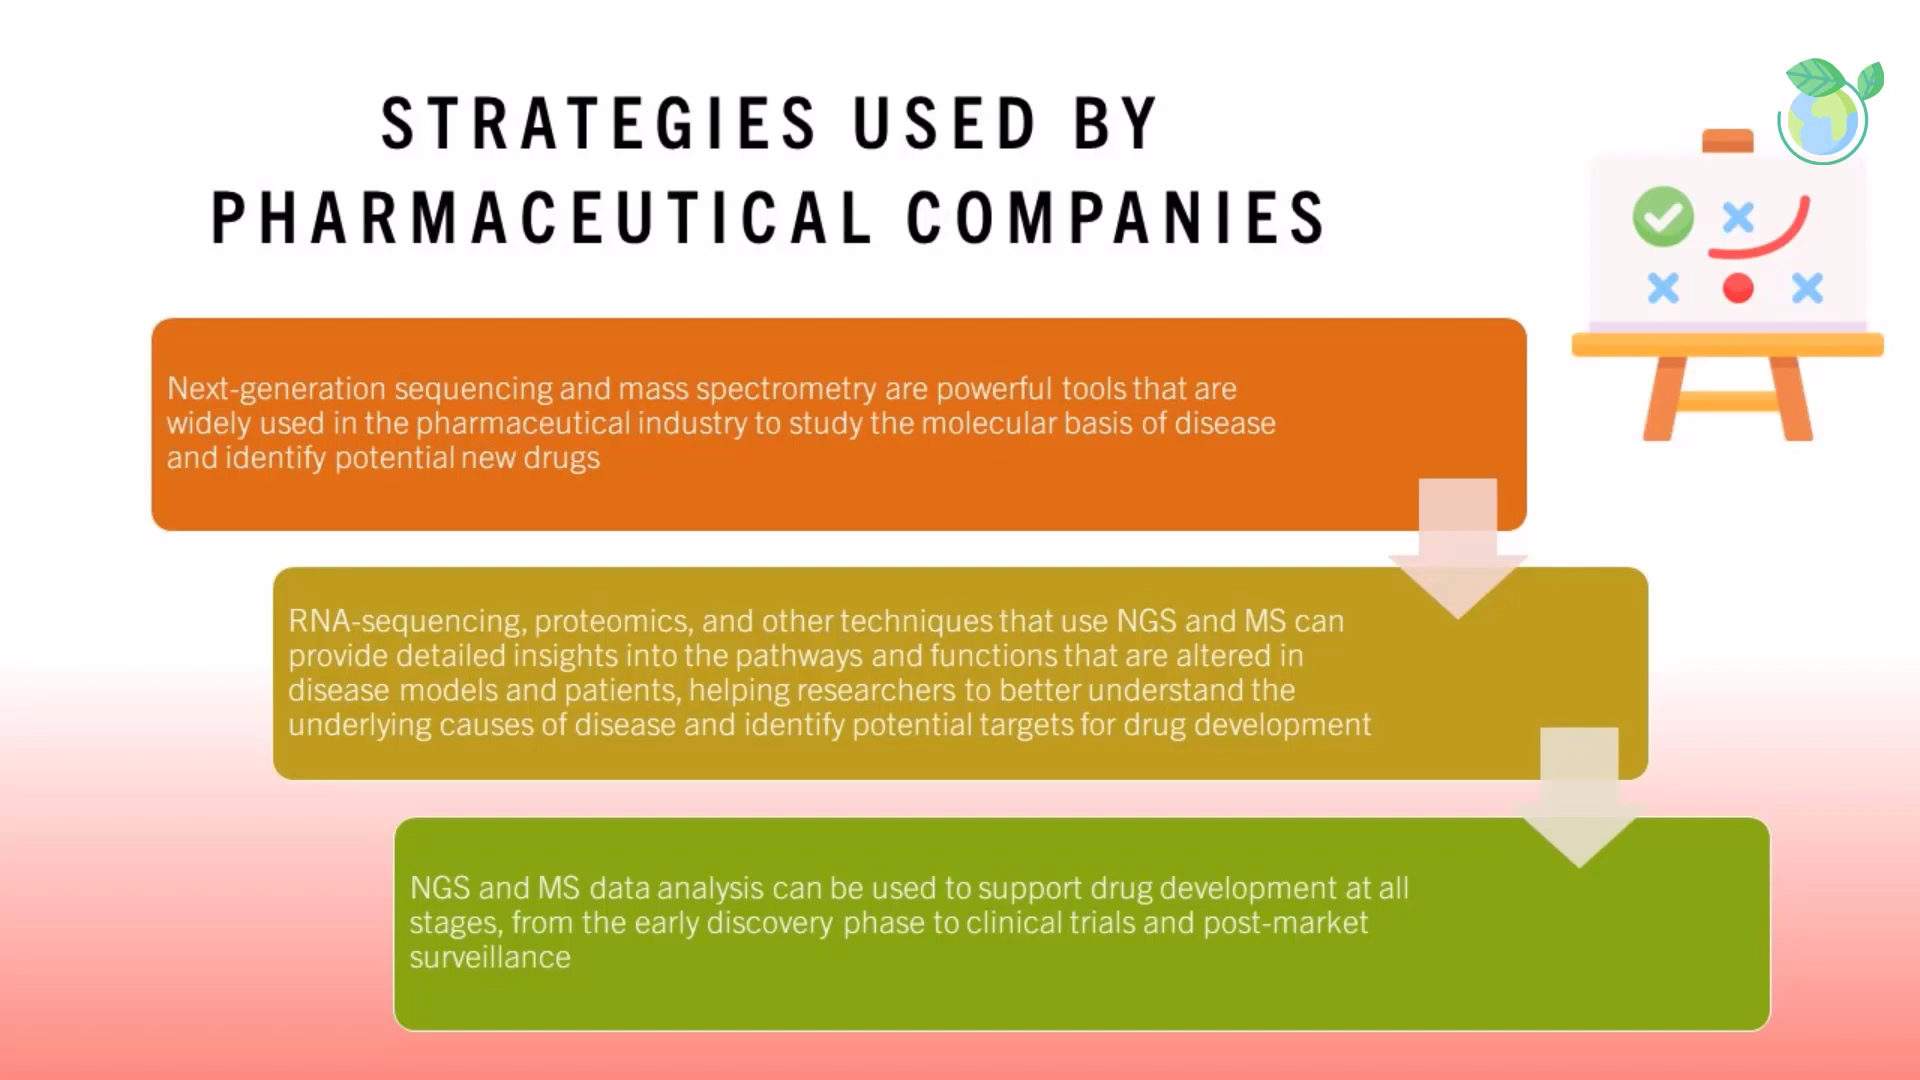 STRATEGIES USED BY
PHARMACEUTICAL COMPANIES
Next-generation sequencing and mass spectrometry are powerful tools that are
widely used in the pharmaceutical industry to study the molecular basis of disease
and identify potential new drugs
RNA-sequencing, proteomics, and other techniques that use NGS and MS can
provide detailed insights into the pathways and functions that are altered in
disease models and patients, helping researchers to better understand the
underlying causes of disease and identify potential targets for drug development
NGS and MS data analysis can be used to support drug development at all
stages, from the early discovery phase to clinical trials and post-market
surveillance